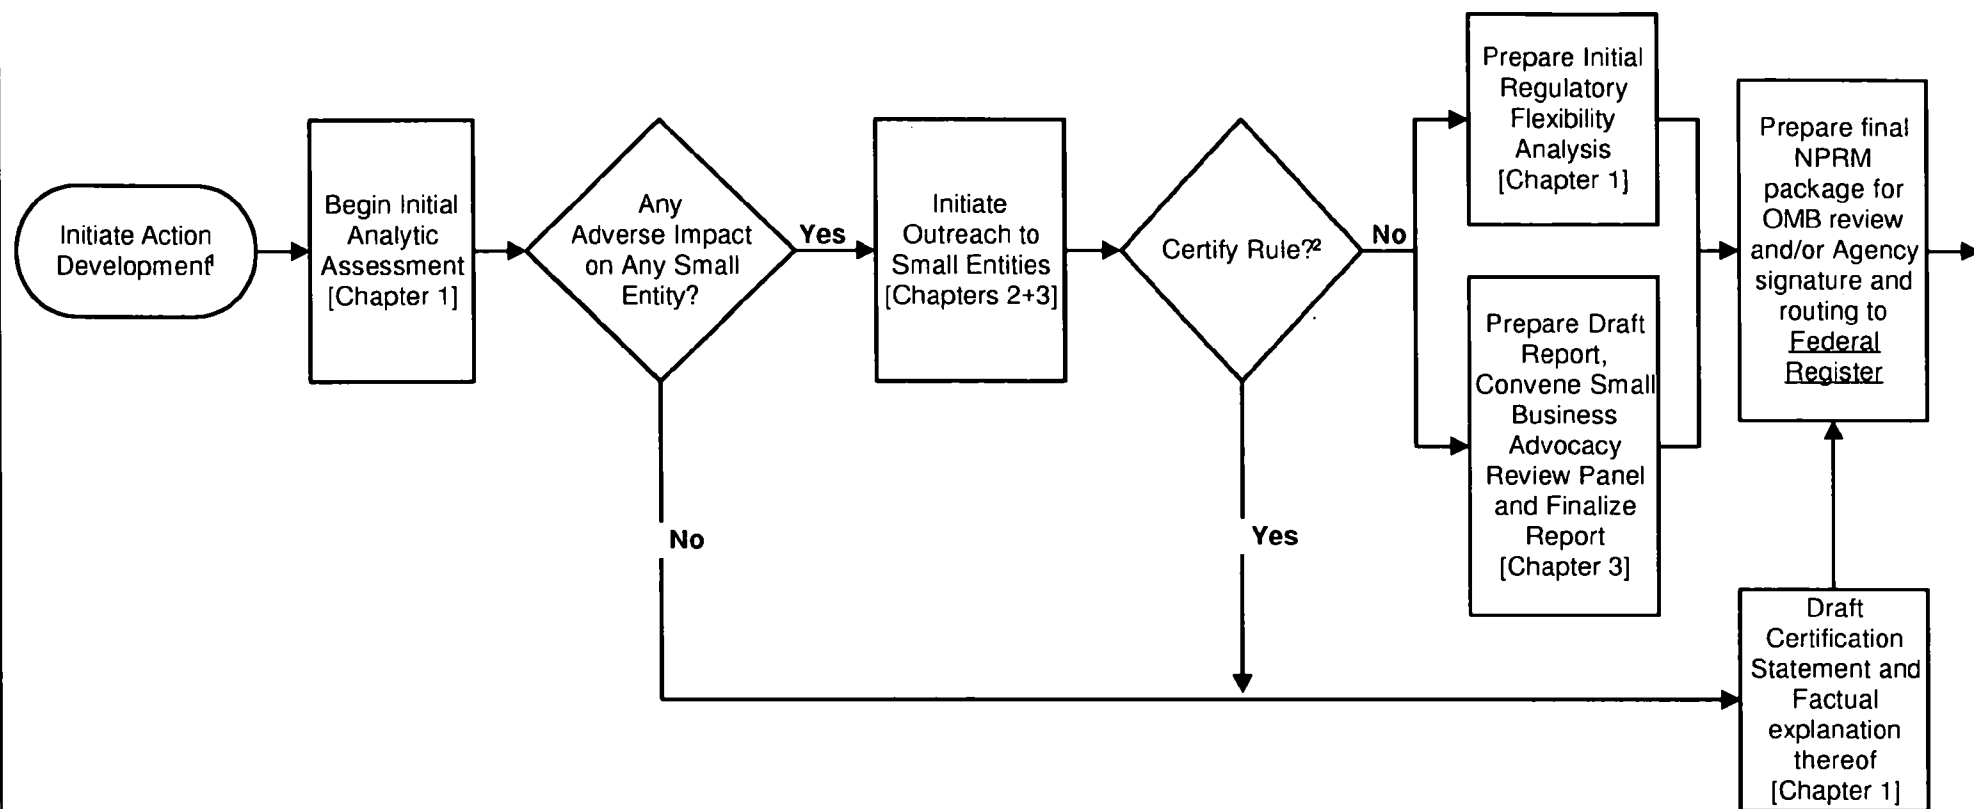 Initiate Action
Development¹
Begin Initial
Analytic
Assessment
[Chapter 1]
Any
Adverse Impact
on Any Small
Entity?
Yes
No
Initiate
Outreach to
Small Entities
[Chapters 2+3]
Certify Rule?²
No
Yes
Prepare Initial
Regulatory
Flexibility
Analysis
[Chapter 1]
Prepare Draft
Report,
Convene Small
Business
Advocacy
Review Panel
and Finalize
Report
[Chapter 3]
Prepare final
NPRM
package for
OMB review
and/or Agency
signature and
routing to
Federal
Register
Draft
Certification
Statement and
Factual
explanation
thereof
[Chapter 1]